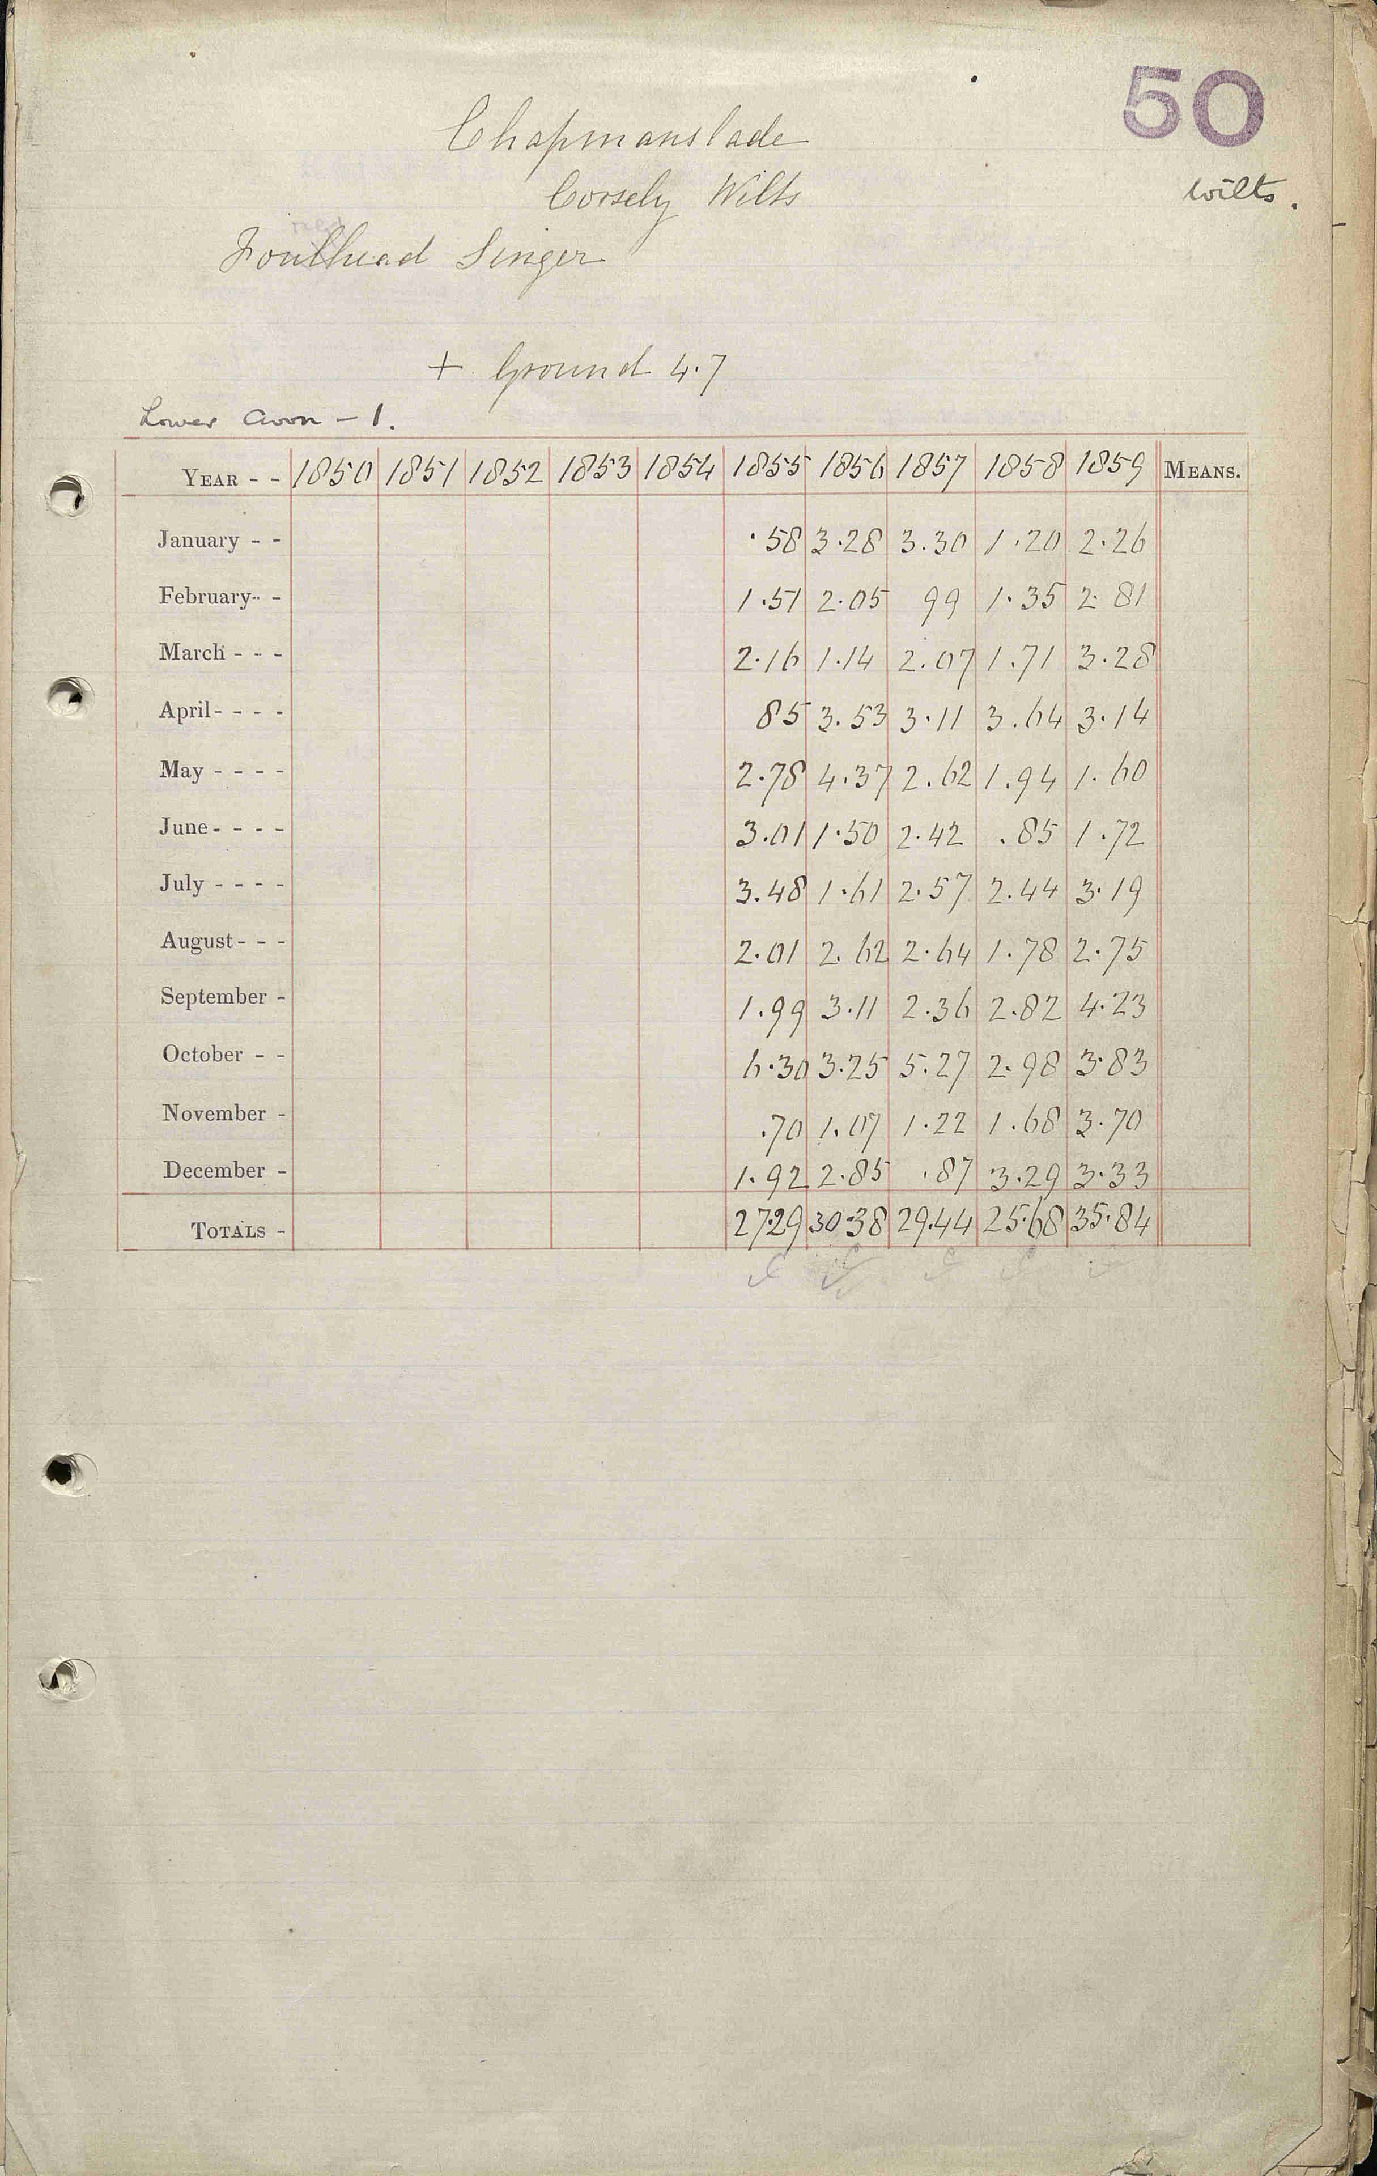 50
Chapmanslade
Corsely Wilts
Wilts.
Singer
+ Ground 4.7
Lower Avon - 1.
YEAR - - 1850 1851 1852 1853 1854 1855 1856 1857 1858 1859 MEANS.
January - - .58 3.28 3.30 1.20 2.26
February - - 1.51 2.05 99 1.35 2.81
March - - - 2.16 1.14 2.07 1.71 3.28
April - - - - 85 3.53 3.11 3.64 3.14
May - - - - 2.78 4.37 2.62 1.94 1.60
June - - - - 3.01 1.50 2.42 .85 1.72
July - - - - 3.48 1.61 2.57 2.44 3.19
August - - - 2.01 2.62 2.64 1.78 2.75
September - 1.99 3.11 2.36 2.82 4.23
October - - 6.30 3.25 5.27 2.98 3.83
November - .70 1.07 1.22 1.68 3.70
December - 1.92 2.85 .87 3.29 3.33
TOTALS - 27.29 30.38 29.44 25.68 35.84